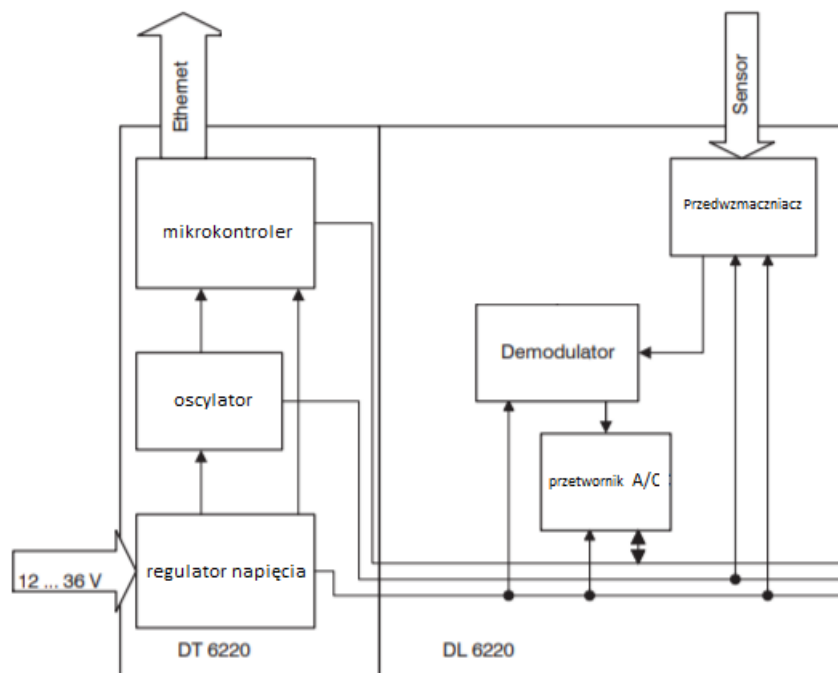 Ethernet
Sensor
mikrokontroler
Przedwzmacniacz
Demodulator
oscylator
przetwornik A/C
regulator napięcia
12 ... 36 V
DT 6220
DL 6220